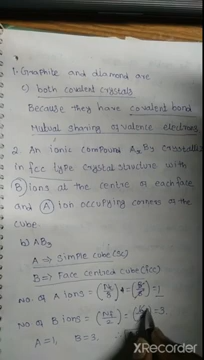 1. Graphite and diamond are
c) both covalent crystals
Because they have covalent bond
Mutual sharing of valence electrons
2. An ionic compound AxBy crystallizes
in fcc type crystal structure with
B ions at the centre of each face
and A ion occupying corners of the
cube
b) AB3
A => Simple cube (SC)
B => Face centred cube (fcc)
No of A ions =
No of B ions =
= 3
A = 1, B = 3.
XRecorder